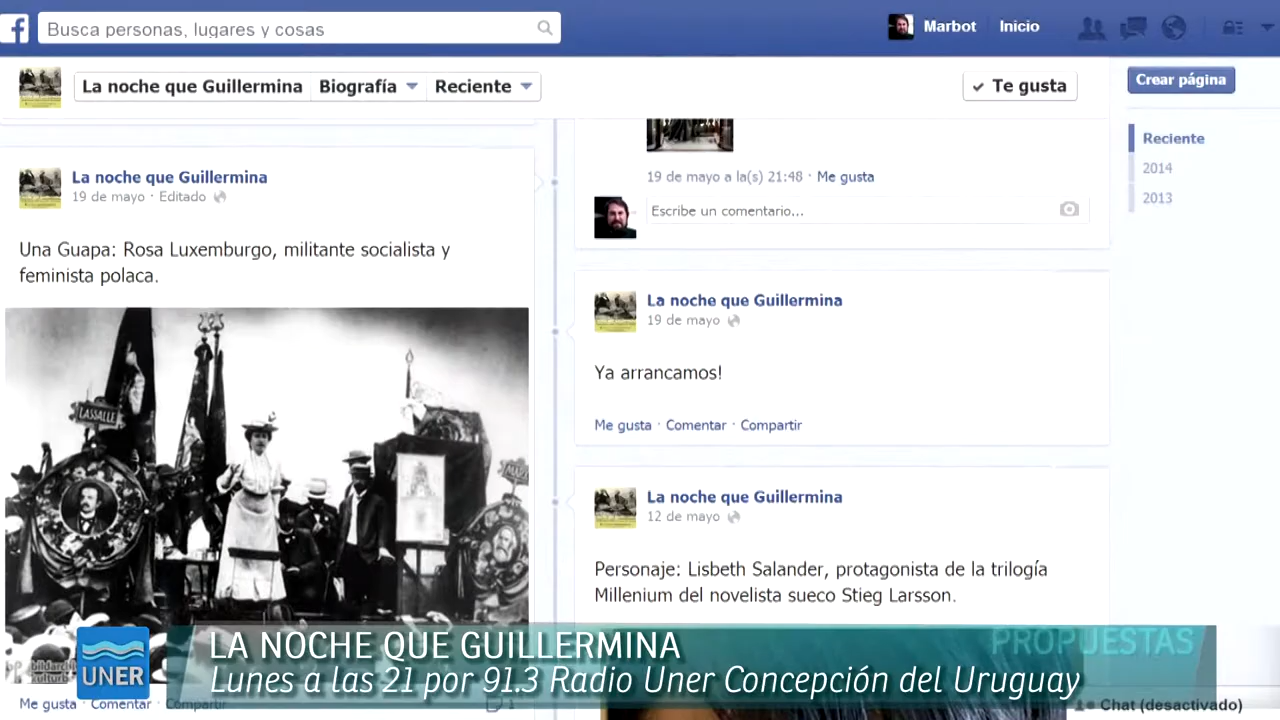 f
Busca personas, lugares y cosas
Marbot
Inicio
La noche que Guillermina
Biografía
Reciente
Te gusta
Crear página
Reciente
2014
2013
La noche que Guillermina
19 de mayo · Editado
Una Guapa: Rosa Luxemburgo, militante socialista y
feminista polaca.
LASSALLE
Me gusta · Comentar · Compartir
1
19 de mayo a la(s) 21:48 · Me gusta
Escribe un comentario...
La noche que Guillermina
19 de mayo
Ya arrancamos!
Me gusta · Comentar · Compartir
La noche que Guillermina
12 de mayo
Personaje: Lisbeth Salander, protagonista de la trilogía
Millenium del novelista sueco Stieg Larsson.
PROPUESTAS
UNER
LA NOCHE QUE GUILLERMINA
Lunes a las 21 por 91.3 Radio Uner Concepción del Uruguay
Chat (desactivado)